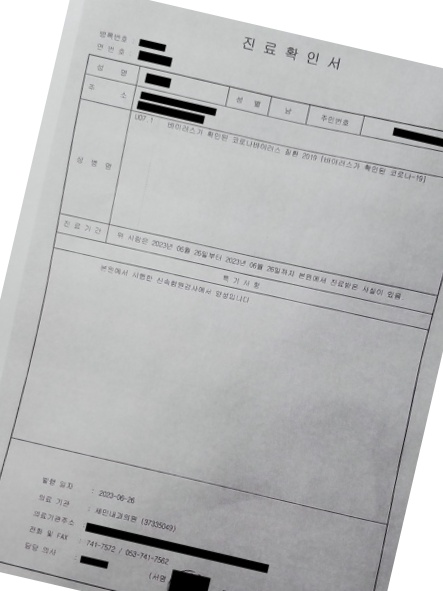 진료확인서
등록번호
연번호
성 명
성 별 남 주민번호
주 소
상 병 명 U07.1 바이러스가 확인된 코로나바이러스 질환 2019 [바이러스가 확인된 코로나-19]
진료기간 위 사람은 2023년 06월 26일부터 2023년 06월 26일까지 본원에서 진료받은 사실이 있음
특 기 사 항
본원에서 시행한 신속항원검사에서 양성입니다
발행 일자 : 2023-06-26
의료 기관 : 세민내과의원 (37335049)
의료기관주소
전화 및 FAX : 741-7572 / 053-741-7562
담당 의사
(서명